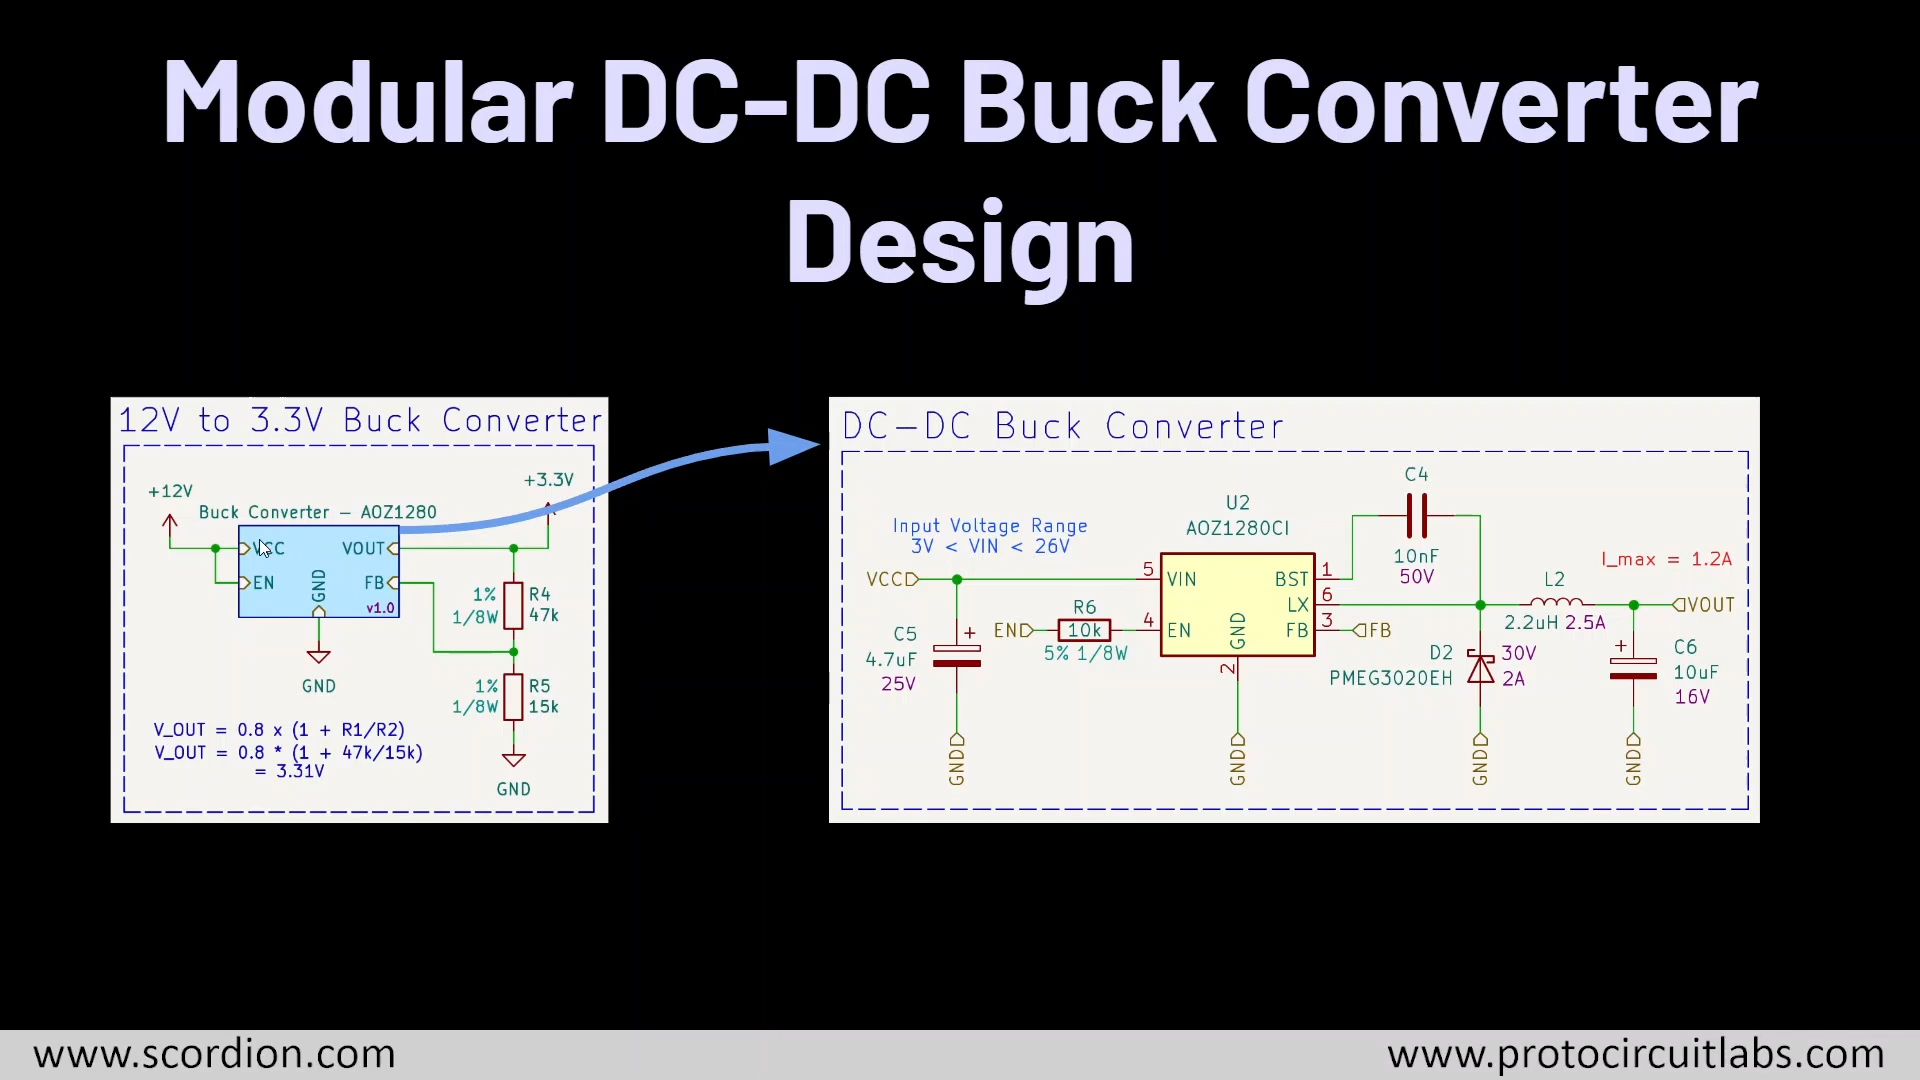 Modular DC-DC Buck Converter
Design
12V to 3.3V Buck Converter
+12V
+3.3V
Buck Converter – AOZ1280
VCC
VOUT
EN
GND
FB
v1.0
1%
1/8W
R4
47k
GND
1%
1/8W
R5
15k
V_OUT = 0.8 x (1 + R1/R2)
V_OUT = 0.8 * (1 + 47k/15k)
= 3.31V
GND
DC-DC Buck Converter
Input Voltage Range
3V < VIN < 26V
U2
AOZ1280CI
C4
10nF
50V
I_max = 1.2A
VCC
5
VIN
BST
1
LX
6
L2
2.2uH 2.5A
VOUT
R6
10k
5% 1/8W
END
4
EN
GND
FB
3
FB
2
C5
4.7uF
25V
+
D2
PMEG3020EH
30V
2A
+
C6
10uF
16V
GND
GND
GND
GND
www.scordion.com
www.protocircuitlabs.com